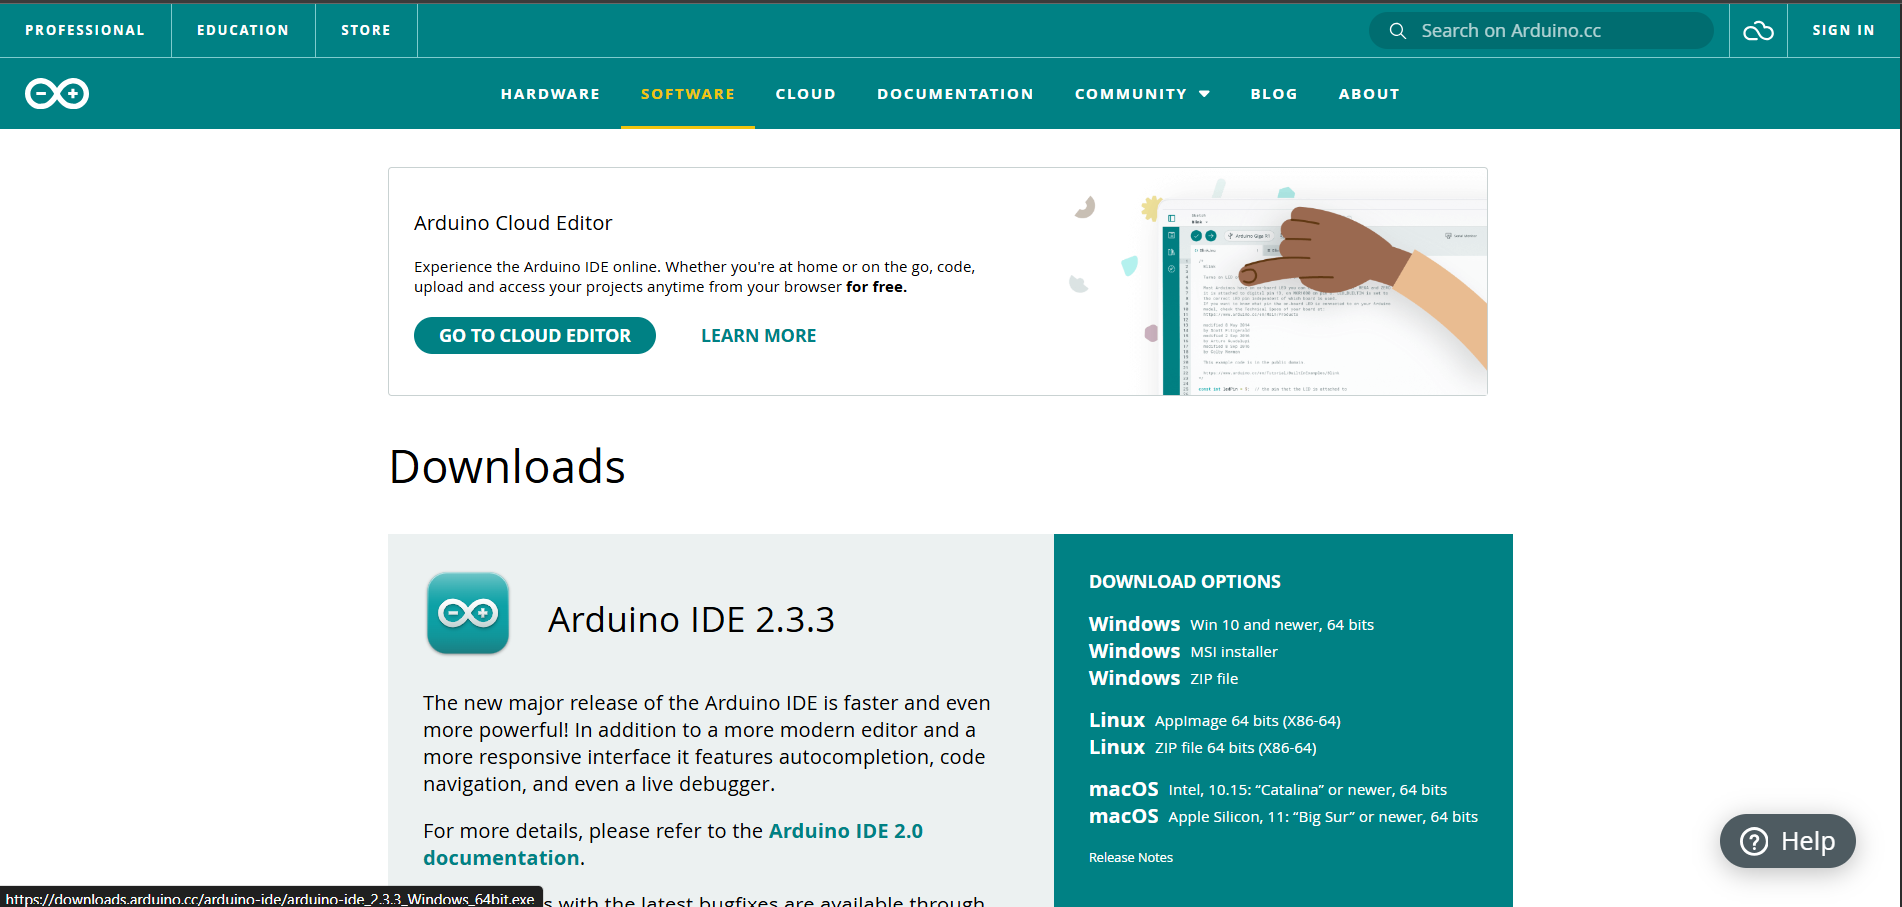 PROFESSIONAL
EDUCATION
STORE
Search on Arduino.cc
SIGN IN
HARDWARE
SOFTWARE
CLOUD
DOCUMENTATION
COMMUNITY
BLOG
ABOUT
Arduino Cloud Editor
Experience the Arduino IDE online. Whether you're at home or on the go, code,
upload and access your projects anytime from your browser for free.
GO TO CLOUD EDITOR
LEARN MORE
Downloads
Arduino IDE 2.3.3
The new major release of the Arduino IDE is faster and even
more powerful! In addition to a more modern editor and a
more responsive interface it features autocompletion, code
navigation, and even a live debugger.
For more details, please refer to the Arduino IDE 2.0
documentation.
s with the latest bugfixes are available through
DOWNLOAD OPTIONS
Windows Win 10 and newer, 64 bits
Windows MSI installer
Windows ZIP file
Linux AppImage 64 bits (X86-64)
Linux ZIP file 64 bits (X86-64)
macOS Intel, 10.15: “Catalina” or newer, 64 bits
macOS Apple Silicon, 11: “Big Sur” or newer, 64 bits
Release Notes
Help
https://downloads.arduino.cc/arduino-ide/arduino-ide_2.3.3_Windows_64bit.exe